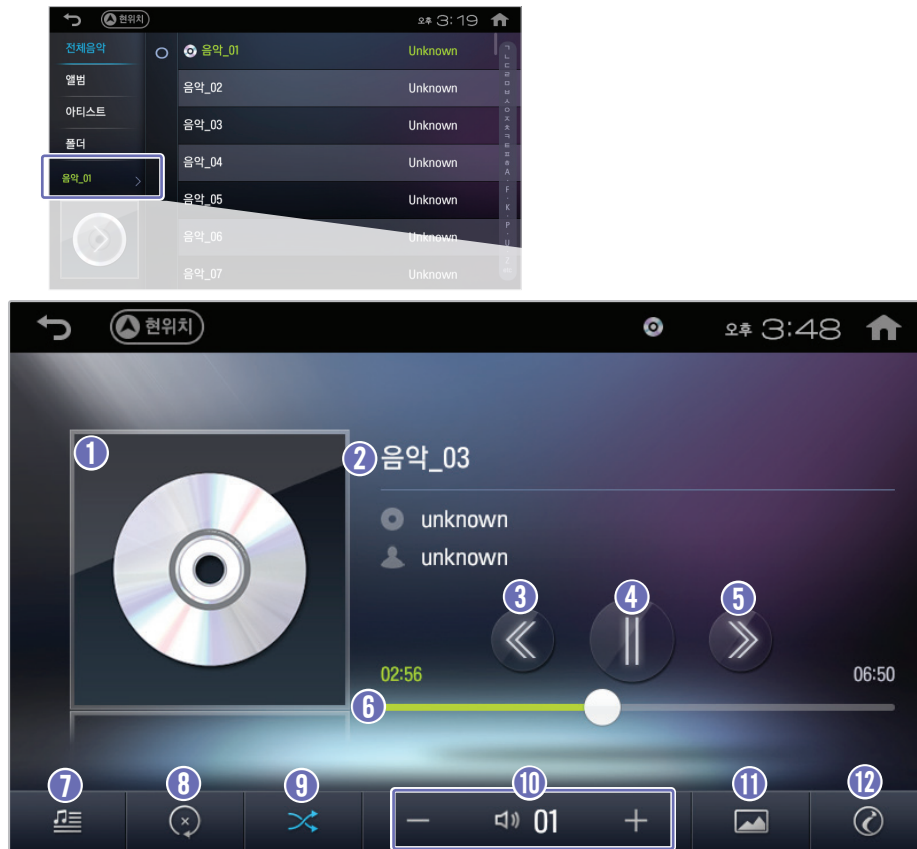 현위치 오후 3:19
전체음악
앨범
아티스트
폴더
음악_01
음악_01 Unknown
음악_02 Unknown
음악_03 Unknown
음악_04 Unknown
음악_05 Unknown
음악_06 Unknown
음악_07 Unknown
ㄱ
ㄴ
ㄷ
ㄹ
ㅁ
ㅂ
ㅅ
ㅇ
ㅈ
ㅊ
ㅋ
ㅌ
ㅍ
ㅎ
A
F
K
P
U
Z
현위치 오후 3:48
1
2 음악_03
unknown
unknown
3 4 5
02:56 06:50
6
7 8 9 10 11 12
01